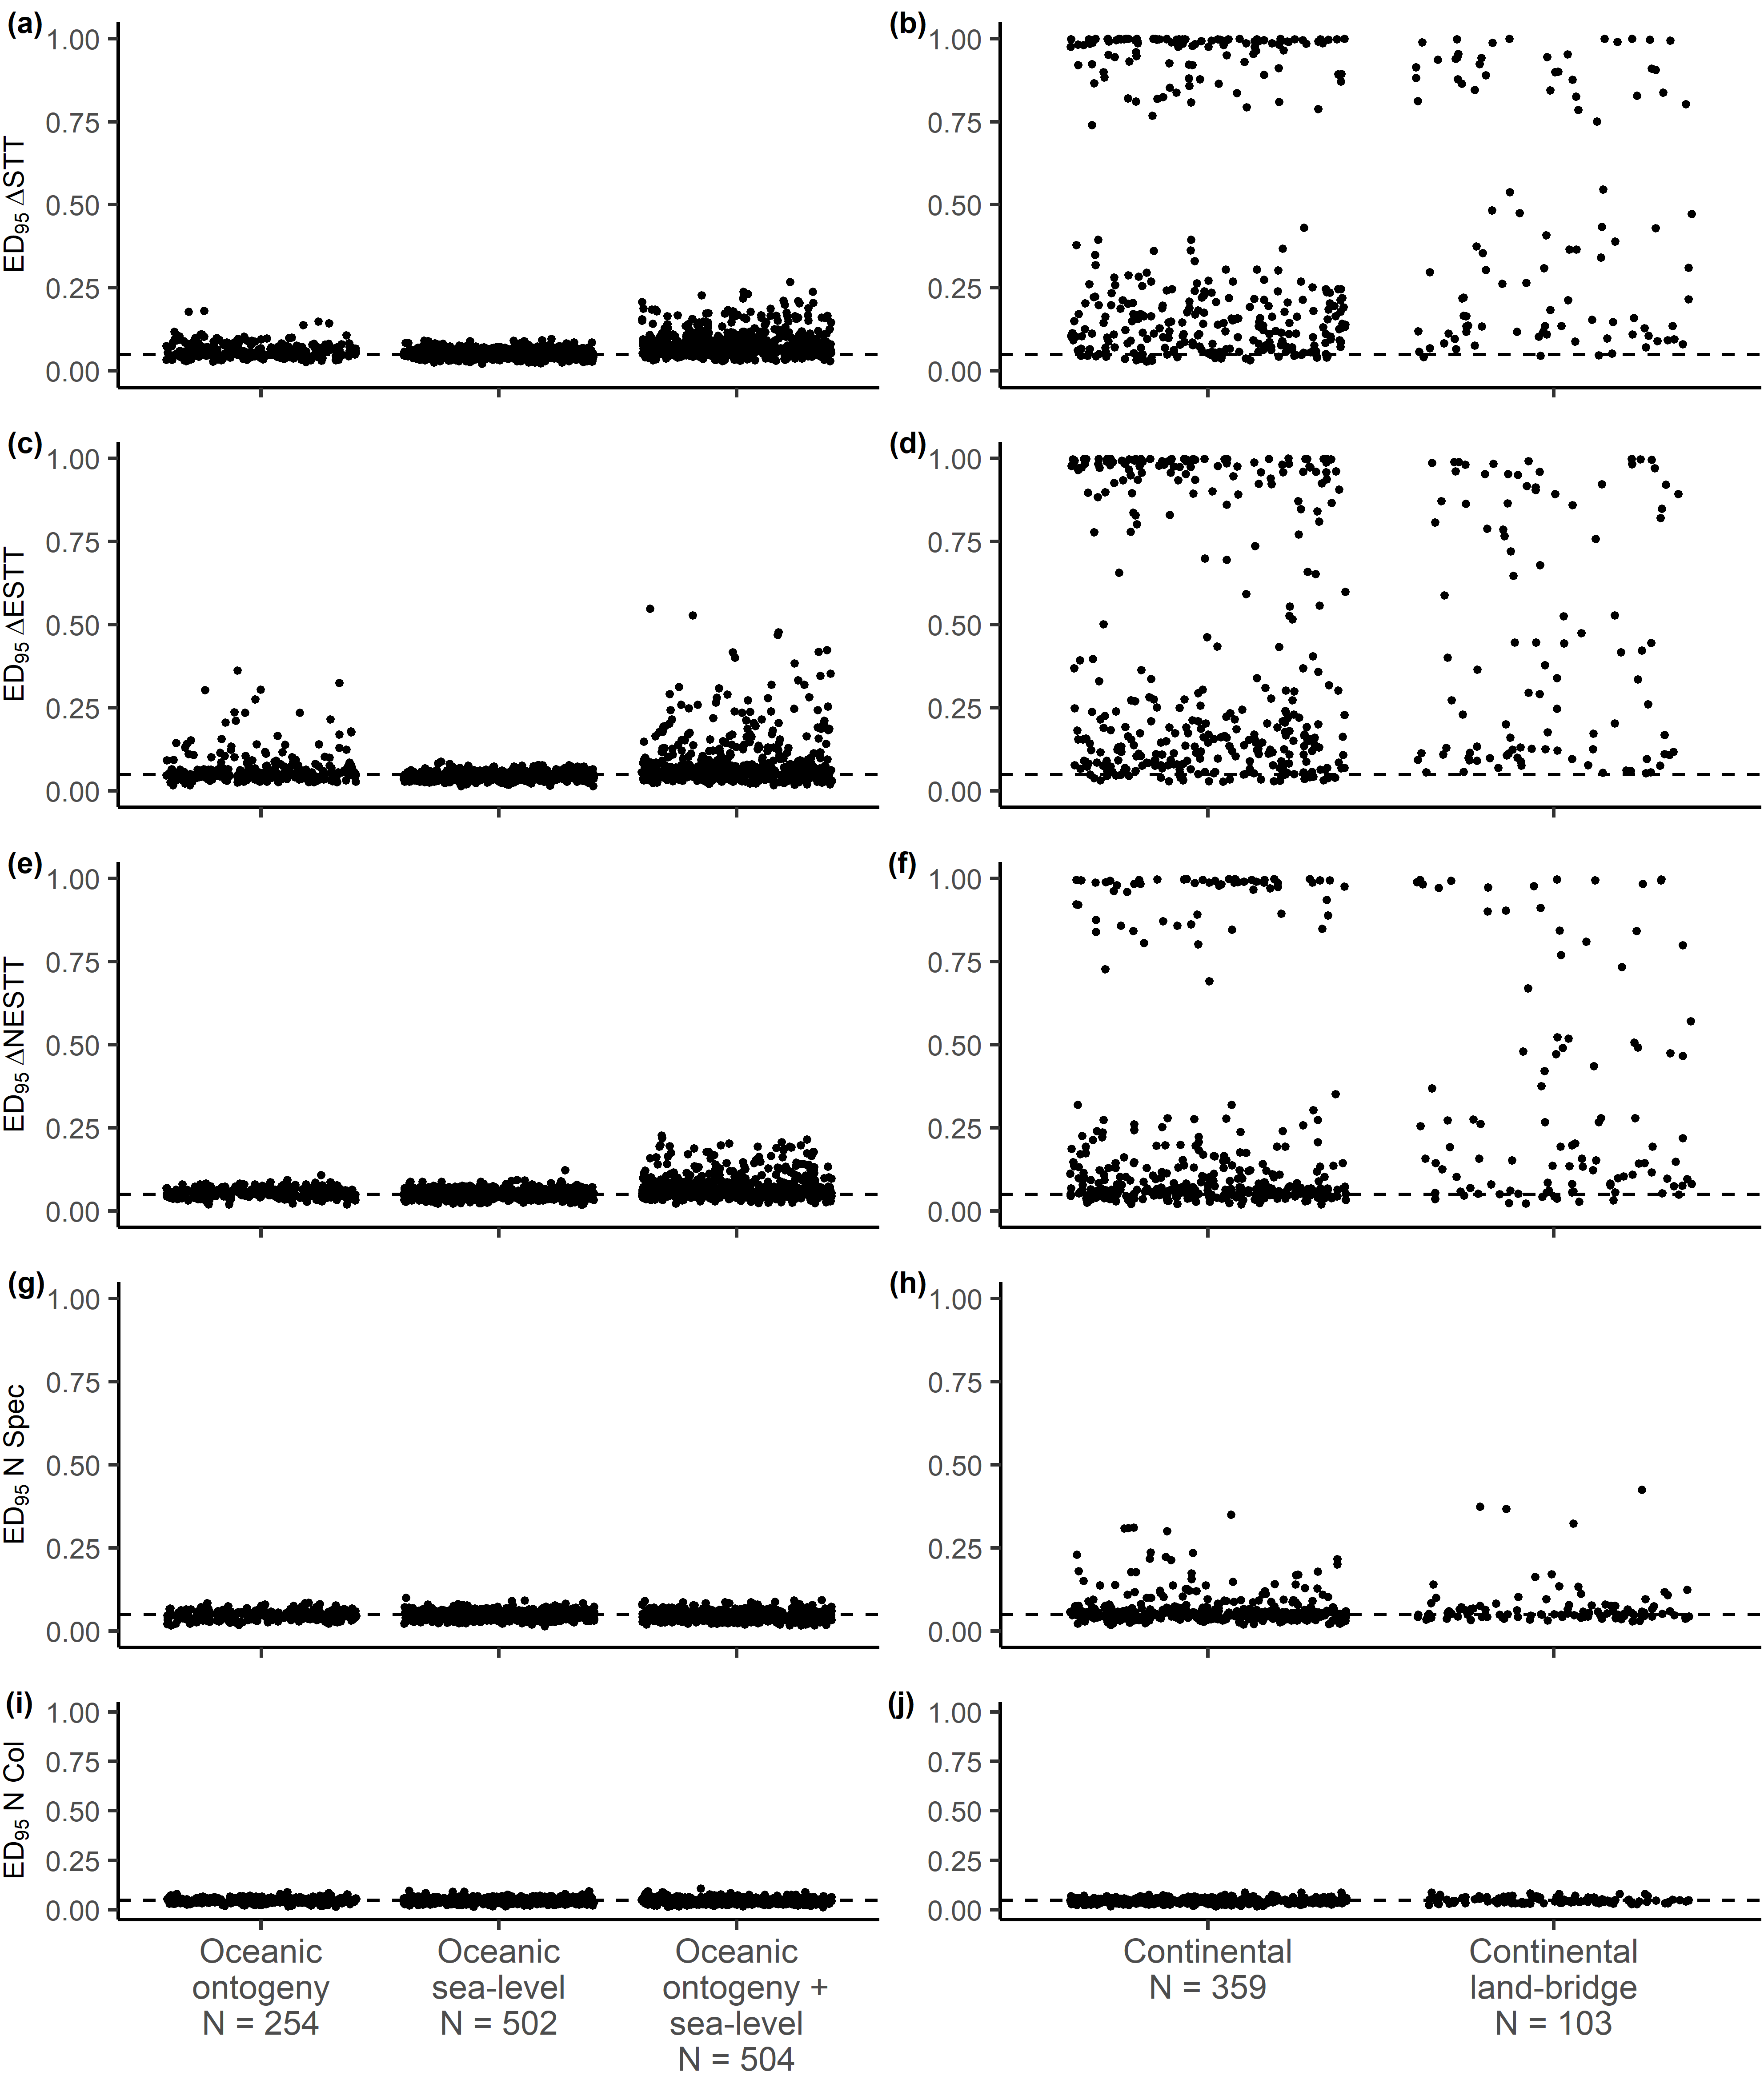 (a)
1.00
0.75
0.50
0.25
0.00
ED95 ΔSTT
(b)
1.00
0.75
0.50
0.25
0.00
(c)
1.00
0.75
0.50
0.25
0.00
ED95 ΔESTT
(d)
1.00
0.75
0.50
0.25
0.00
(e)
1.00
0.75
0.50
0.25
0.00
ED95 ΔNESTT
(f)
1.00
0.75
0.50
0.25
0.00
(g)
1.00
0.75
0.50
0.25
0.00
ED95 N Spec
(h)
1.00
0.75
0.50
0.25
0.00
(i)
1.00
0.75
0.50
0.25
0.00
ED95 N Col
(j)
1.00
0.75
0.50
0.25
0.00
Oceanic
ontogeny
N = 254
Oceanic
sea-level
N = 502
Oceanic
ontogeny +
sea-level
N = 504
Continental
N = 359
Continental
land-bridge
N = 103